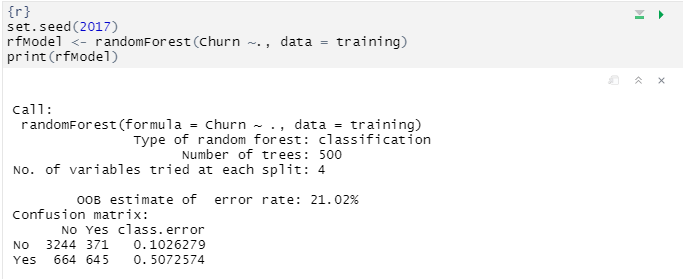 {r}
set.seed(2017)
rfModel <- randomForest(Churn ~., data = training)
print(rfModel)
Call:
randomForest(formula = Churn ~ ., data = training)
Type of random forest: classification
Number of trees: 500
No. of variables tried at each split: 4
OOB estimate of  error rate: 21.02%
Confusion matrix:
No Yes class.error
No  3244 371   0.1026279
Yes  664 645   0.5072574